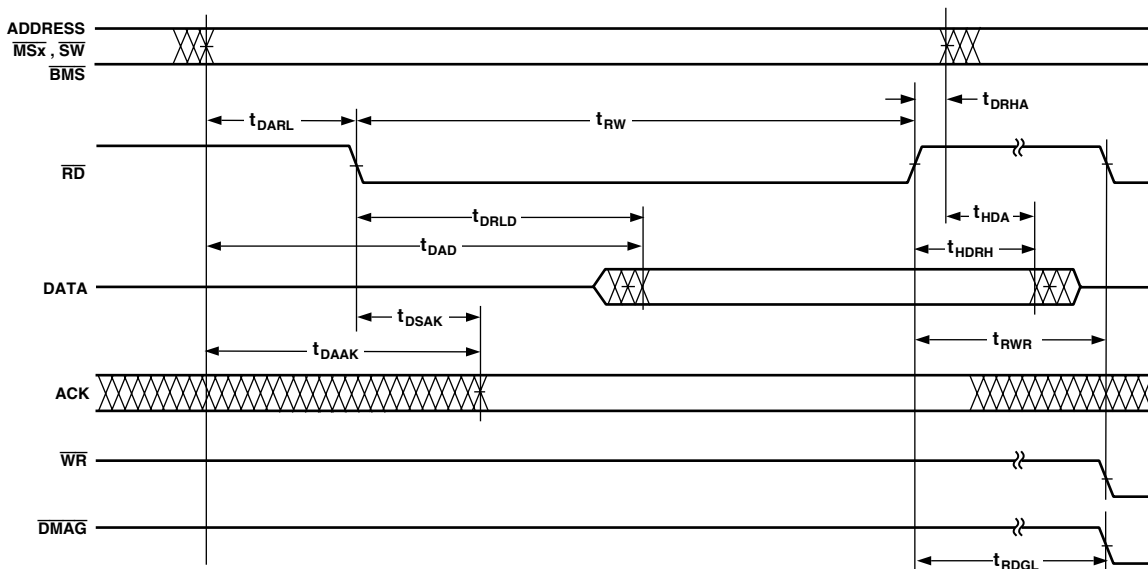 ADDRESS
MSx , SW
BMS
tDRHA
tDARL
tRW
RD
tDRLD
tHDA
tDAD
tHDRH
DATA
tDSAK
tRWR
tDAAK
ACK
WR
DMAG
tRDGL